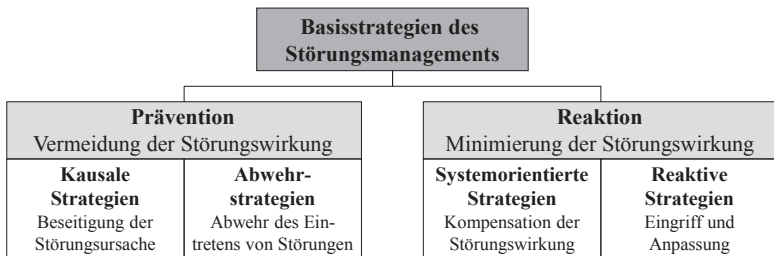 Basisstrategien des
Störungsmanagements
Prävention
Vermeidung der Störungswirkung
Kausale
Strategien
Beseitigung der
Störungsursache
Abwehr-
strategien
Abwehr des Ein-
tretens von Störungen
Reaktion
Minimierung der Störungswirkung
Systemorientierte
Strategien
Kompensation der
Störungswirkung
Reaktive
Strategien
Eingriff und
Anpassung